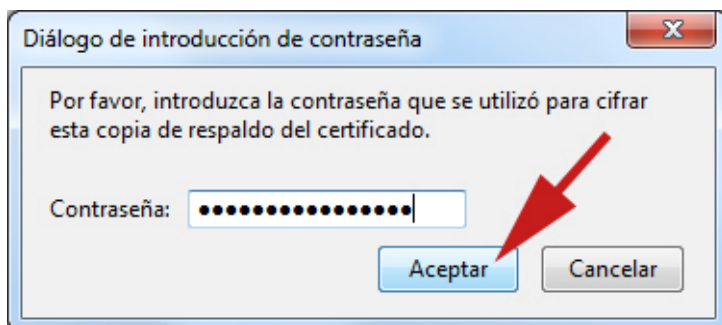 Diálogo de introducción de contraseña
Por favor, introduzca la contraseña que se utilizó para cifrar
esta copia de respaldo del certificado.
Contraseña: ●●●●●●●●●●●●●●●●
Aceptar Cancelar